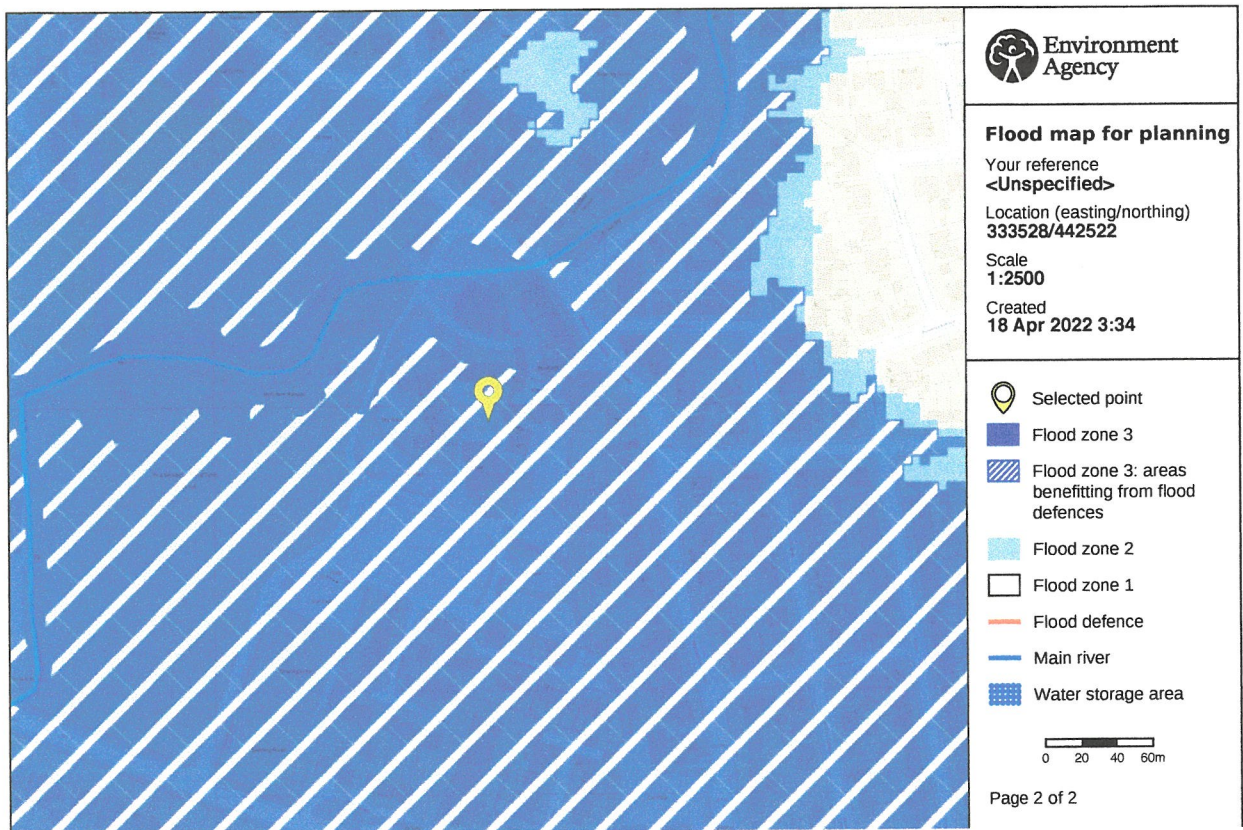 Environment
Agency
Flood map for planning
Your reference
<Unspecified>
Location (easting/northing)
333528/442522
Scale
1:2500
Created
18 Apr 2022 3:34
Selected point
Flood zone 3
Flood zone 3: areas
benefitting from flood
defences
Flood zone 2
Flood zone 1
Flood defence
Main river
Water storage area
0 20 40 60m
Page 2 of 2